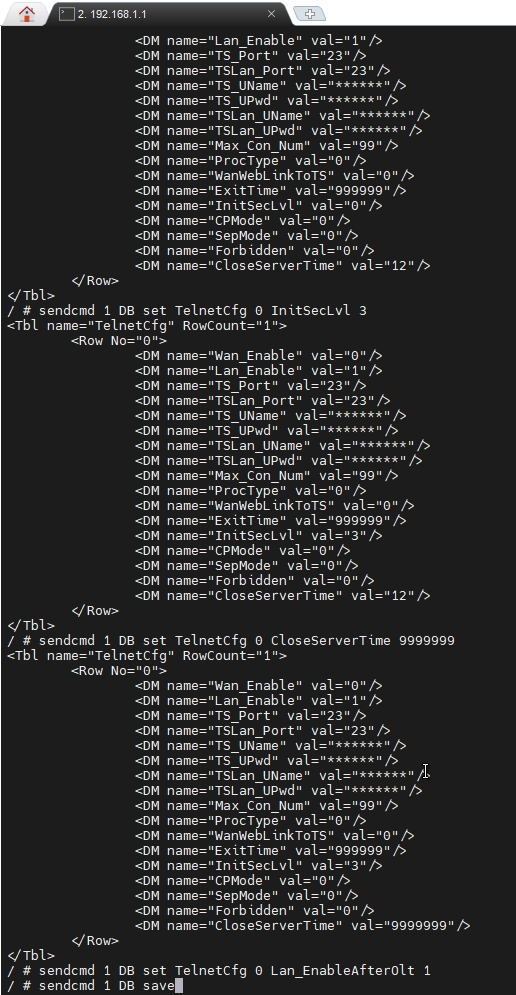 2. 192.168.1.1
<DM name="Lan_Enable" val="1"/>
<DM name="TS_Port" val="23"/>
<DM name="TSLan_Port" val="23"/>
<DM name="TS_UName" val="******"/>
<DM name="TS_UPwd" val="******"/>
<DM name="TSLan_UName" val="******"/>
<DM name="TSLan_UPwd" val="******"/>
<DM name="Max_Con_Num" val="99"/>
<DM name="ProcType" val="0"/>
<DM name="WanWebLinkToTS" val="0"/>
<DM name="ExitTime" val="999999"/>
<DM name="InitSecLvl" val="0"/>
<DM name="CPMode" val="0"/>
<DM name="SepMode" val="0"/>
<DM name="Forbidden" val="0"/>
<DM name="CloseServerTime" val="12"/>
</Row>
</Tbl>
/ # sendcmd 1 DB set TelnetCfg 0 InitSecLvl 3
<Tbl name="TelnetCfg" RowCount="1">
<Row No="0">
<DM name="Wan_Enable" val="0"/>
<DM name="Lan_Enable" val="1"/>
<DM name="TS_Port" val="23"/>
<DM name="TSLan_Port" val="23"/>
<DM name="TS_UName" val="******"/>
<DM name="TS_UPwd" val="******"/>
<DM name="TSLan_UName" val="******"/>
<DM name="TSLan_UPwd" val="******"/>
<DM name="Max_Con_Num" val="99"/>
<DM name="ProcType" val="0"/>
<DM name="WanWebLinkToTS" val="0"/>
<DM name="ExitTime" val="999999"/>
<DM name="InitSecLvl" val="3"/>
<DM name="CPMode" val="0"/>
<DM name="SepMode" val="0"/>
<DM name="Forbidden" val="0"/>
<DM name="CloseServerTime" val="12"/>
</Row>
</Tbl>
/ # sendcmd 1 DB set TelnetCfg 0 CloseServerTime 9999999
<Tbl name="TelnetCfg" RowCount="1">
<Row No="0">
<DM name="Wan_Enable" val="0"/>
<DM name="Lan_Enable" val="1"/>
<DM name="TS_Port" val="23"/>
<DM name="TSLan_Port" val="23"/>
<DM name="TS_UName" val="******"/>
<DM name="TS_UPwd" val="******"/>
<DM name="TSLan_UName" val="******"/>
<DM name="TSLan_UPwd" val="******"/>
<DM name="Max_Con_Num" val="99"/>
<DM name="ProcType" val="0"/>
<DM name="WanWebLinkToTS" val="0"/>
<DM name="ExitTime" val="999999"/>
<DM name="InitSecLvl" val="3"/>
<DM name="CPMode" val="0"/>
<DM name="SepMode" val="0"/>
<DM name="Forbidden" val="0"/>
<DM name="CloseServerTime" val="9999999"/>
</Row>
</Tbl>
/ # sendcmd 1 DB set TelnetCfg 0 Lan_EnableAfterOlt 1
/ # sendcmd 1 DB save